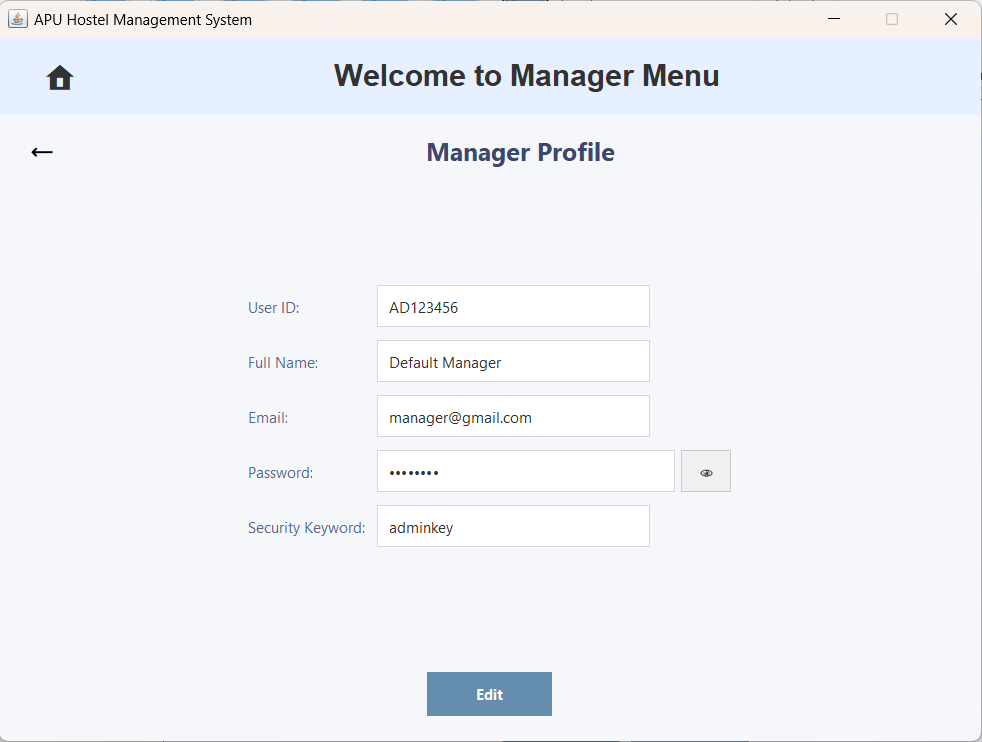 APU Hostel Management System
Welcome to Manager Menu
Manager Profile
User ID: AD123456
Full Name: Default Manager
Email: manager@gmail.com
Password: ••••••••
Security Keyword: adminkey
Edit